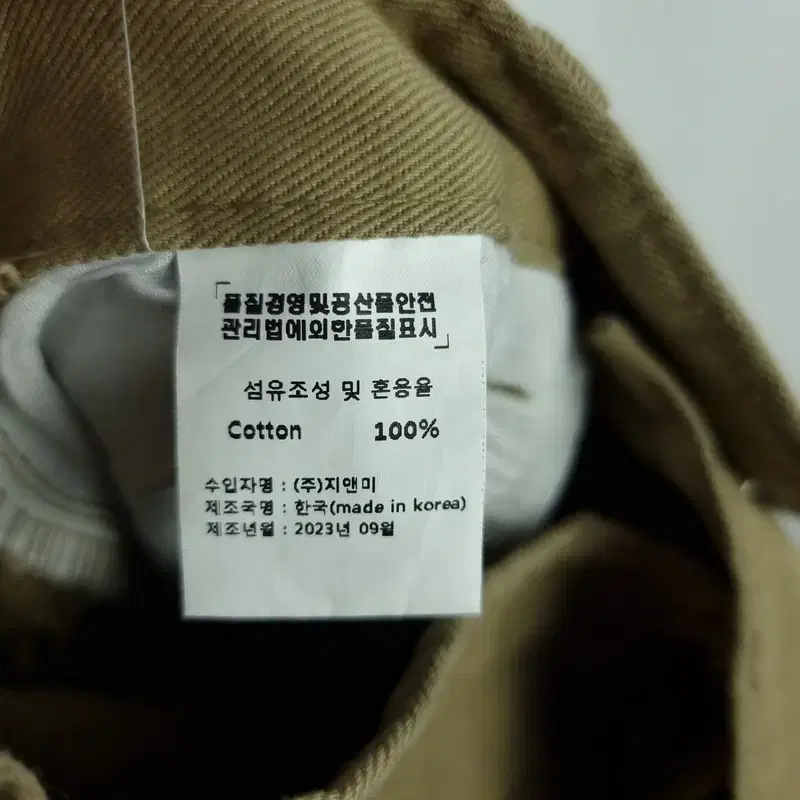 「품질경영및공산품안전
관리법에의한품질표시」
섬유조성 및 혼용율
Cotton 100%
수입자명 : (주)지앤미
제조국명 : 한국(made in korea)
제조년월 : 2023년 09월